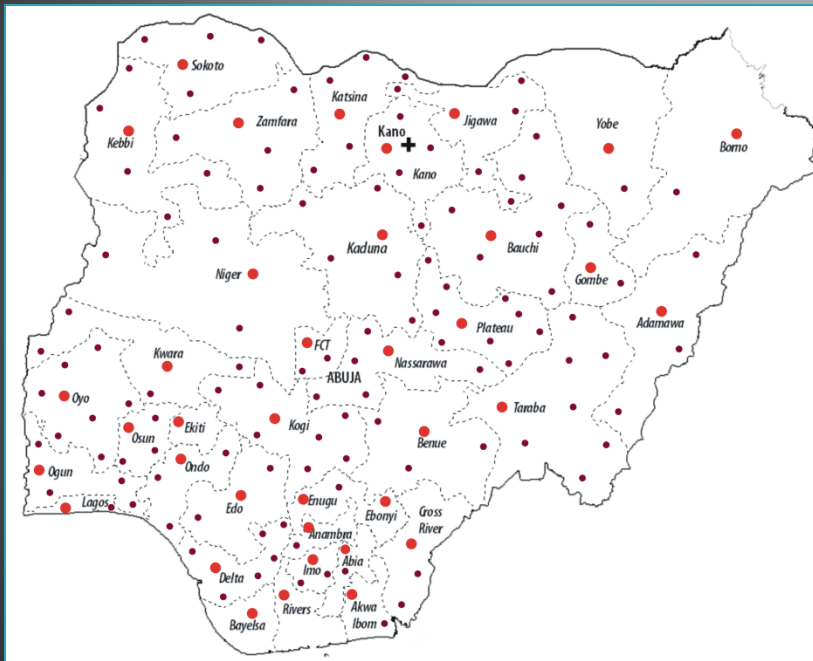 Sokoto
Katsina
Zamfara
Jigawa
Kano
Yobe
Borno
Kebbi
Kano
Kaduna
Bauchi
Niger
Gombe
Adamawa
Plateau
FCT
Kwara
Nassarawa
ABUJA
Oyo
Taraba
Ekiti
Kogi
Osun
Benue
Ondo
Ogun
Lagos
Edo
Enugu
Ebonyi
Gross
River
Anambra
Abia
Imo
Delta
Rivers
Akwa
Ibom
Bayelsa